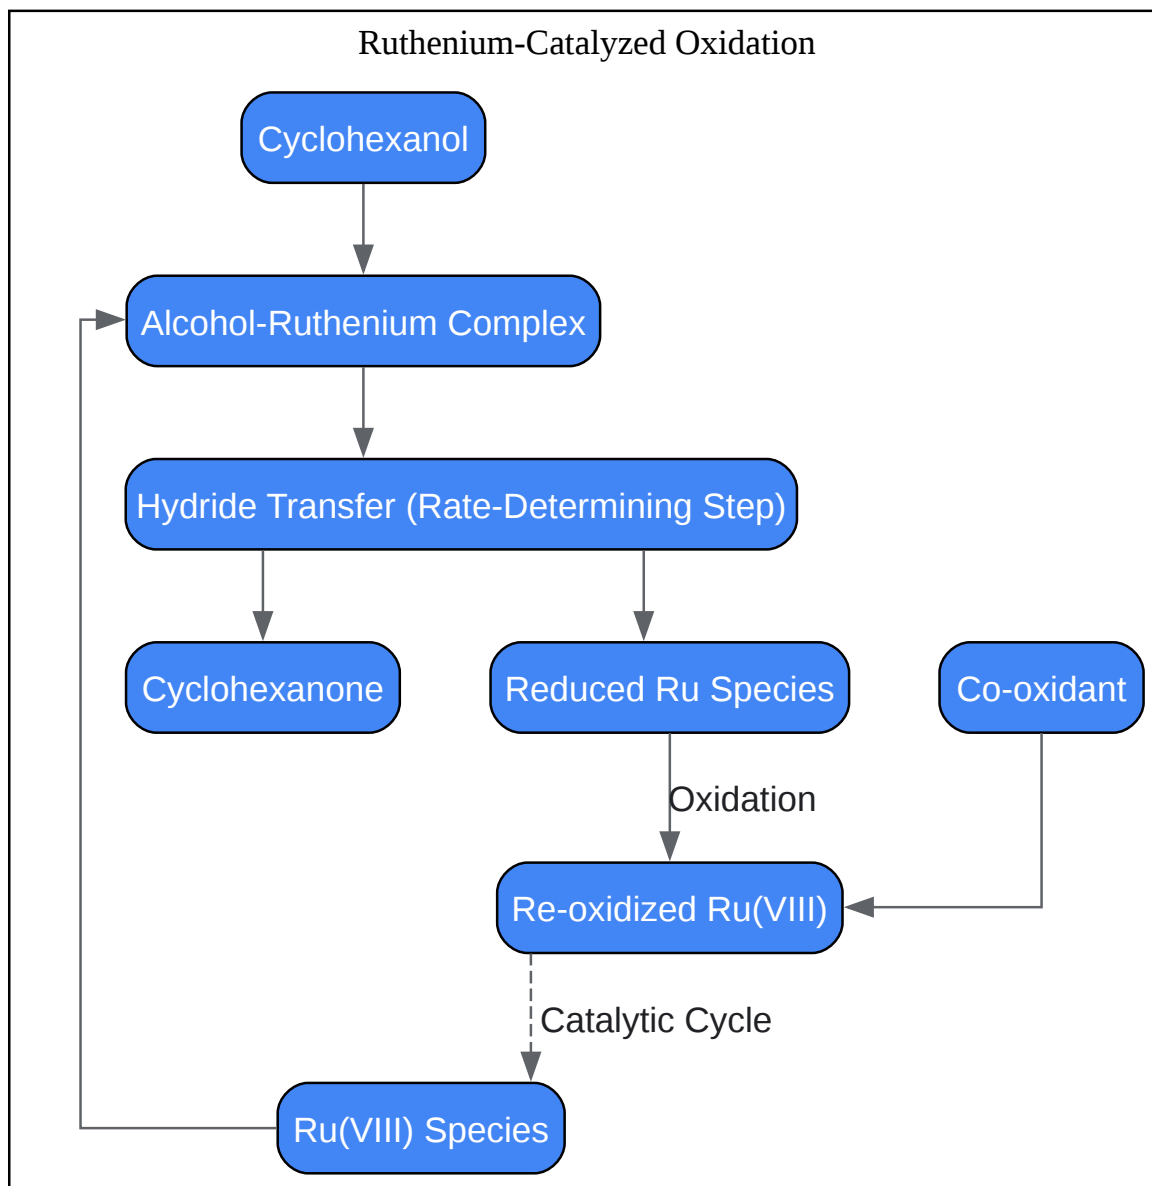 Ruthenium-Catalyzed Oxidation
Cyclohexanol
Alcohol-Ruthenium Complex
Hydride Transfer (Rate-Determining Step)
Cyclohexanone
Reduced Ru Species
Co-oxidant
Oxidation
Re-oxidized Ru(VIII)
Catalytic Cycle
Ru(VIII) Species